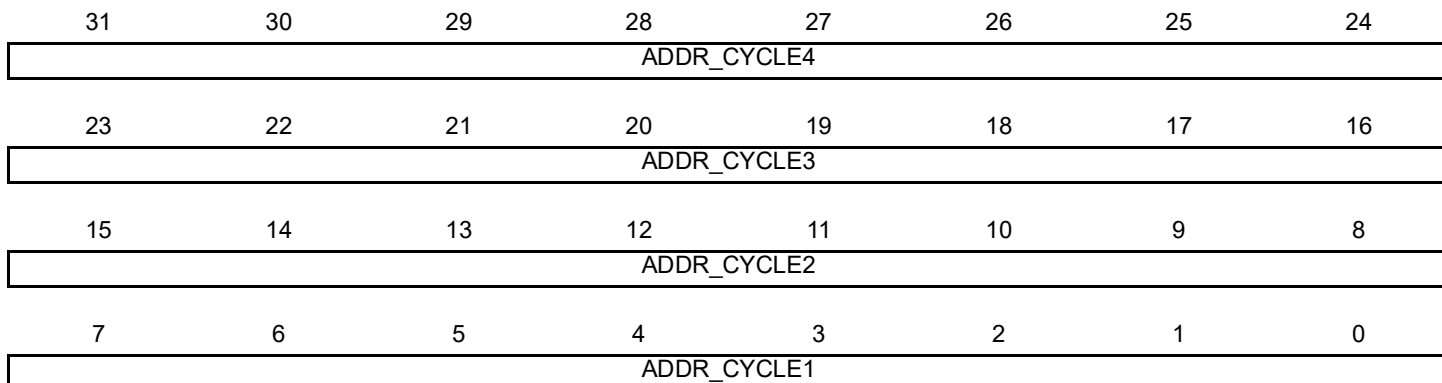 31 30 29 28 27 26 25 24
ADDR_CYCLE4
23 22 21 20 19 18 17 16
ADDR_CYCLE3
15 14 13 12 11 10 9 8
ADDR_CYCLE2
7 6 5 4 3 2 1 0
ADDR_CYCLE1